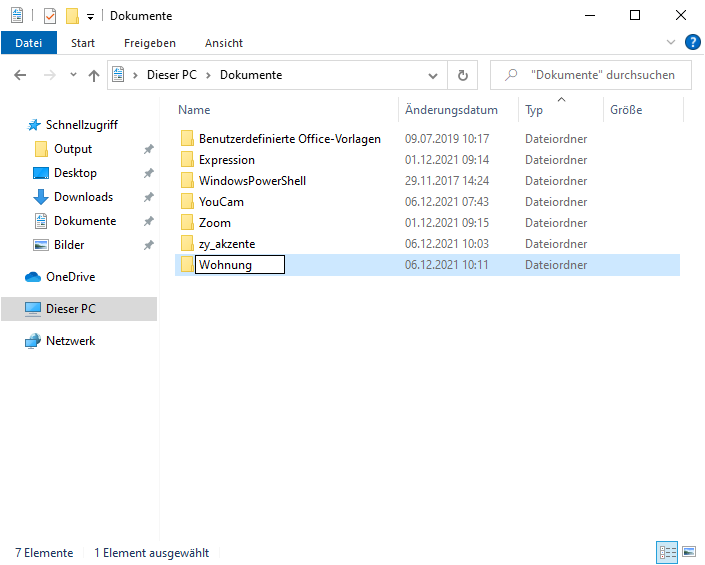 Dokumente
Datei Start Freigeben Ansicht
Dieser PC Dokumente "Dokumente" durchsuchen
Name Änderungsdatum Typ Größe
Schnellzugriff
Output
Desktop
Downloads
Dokumente
Bilder
OneDrive
Dieser PC
Netzwerk
Benutzerdefinierte Office-Vorlagen 09.07.2019 10:17 Dateiordner
Expression 01.12.2021 09:14 Dateiordner
WindowsPowerShell 29.11.2017 14:24 Dateiordner
YouCam 06.12.2021 07:43 Dateiordner
Zoom 01.12.2021 09:15 Dateiordner
zy_akzente 06.12.2021 10:03 Dateiordner
Wohnung 06.12.2021 10:11 Dateiordner
7 Elemente 1 Element ausgewählt